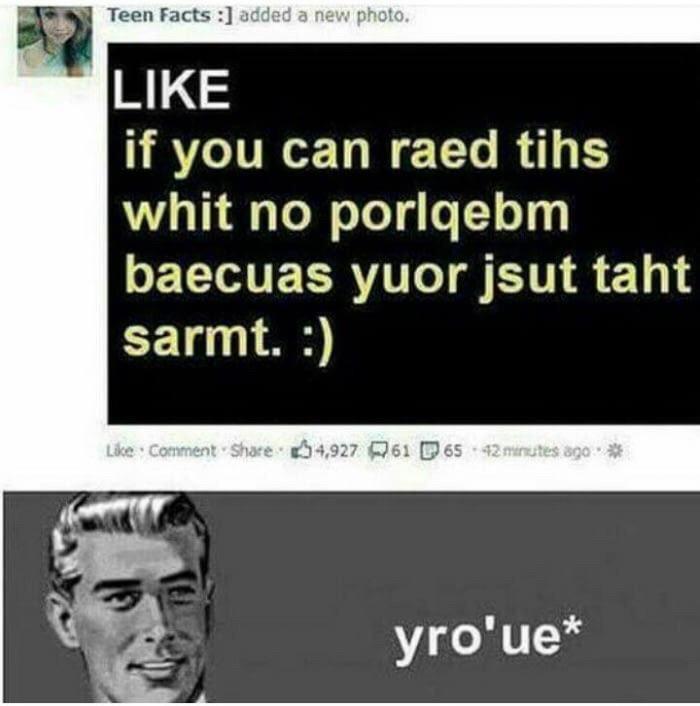 Teen Facts :] added a new photo.
LIKE
if you can raed tihs
whit no porlqebm
baecuas yuor jsut taht
sarmt. :)
Like · Comment · Share · 4,927 61 65 · 42 minutes ago ·
yro'ue*